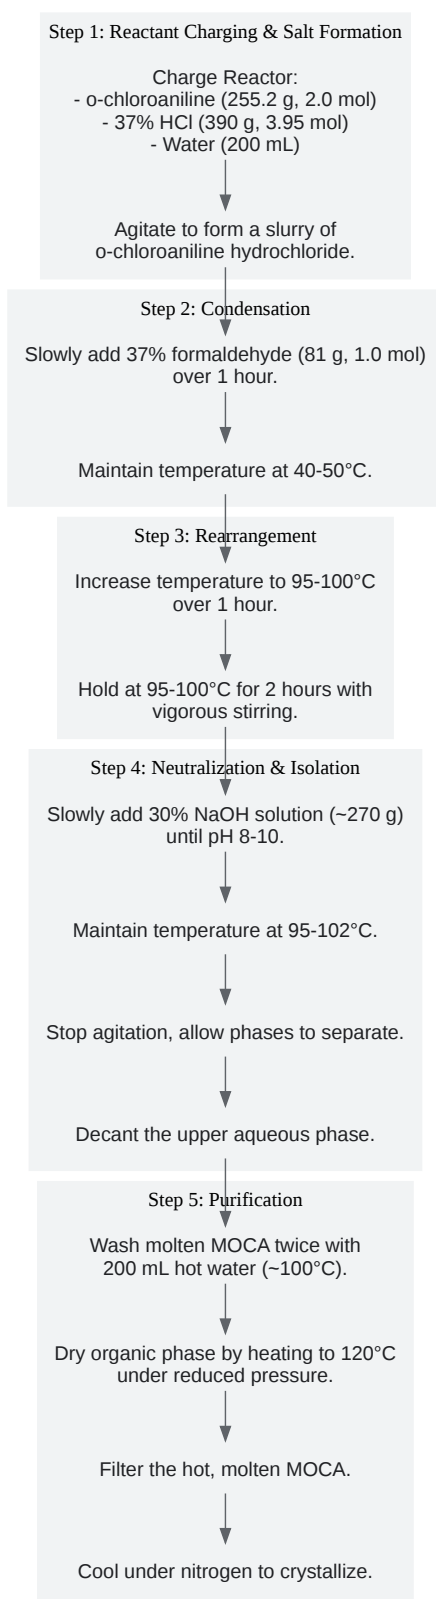 Step 1: Reactant Charging & Salt Formation
Charge Reactor:
- o-chloroaniline (255.2 g, 2.0 mol)
- 37% HCl (390 g, 3.95 mol)
- Water (200 mL)
Agitate to form a slurry of
o-chloroaniline hydrochloride.
Step 2: Condensation
Slowly add 37% formaldehyde (81 g, 1.0 mol)
over 1 hour.
Maintain temperature at 40-50°C.
Step 3: Rearrangement
Increase temperature to 95-100°C
over 1 hour.
Hold at 95-100°C for 2 hours with
vigorous stirring.
Step 4: Neutralization & Isolation
Slowly add 30% NaOH solution (~270 g)
until pH 8-10.
Maintain temperature at 95-102°C.
Stop agitation, allow phases to separate.
Decant the upper aqueous phase.
Step 5: Purification
Wash molten MOCA twice with
200 mL hot water (~100°C).
Dry organic phase by heating to 120°C
under reduced pressure.
Filter the hot, molten MOCA.
Cool under nitrogen to crystallize.